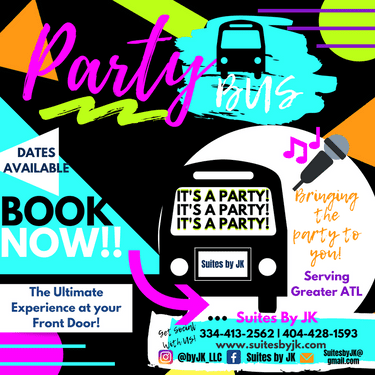 Party
BUS
DATES
AVAILABLE
BOOK
NOW!!
IT'S A PARTY!
IT'S A PARTY!
IT'S A PARTY!
Suites by JK
Bringing
the
party to
you!
Serving
Greater ATL
The Ultimate
Experience at your
Front Door!
... Suites By JK
Get Social
With Us!
334-413-2562 | 404-428-1593
www.suitesbyjk.com
@byJK_LLC
Suites by JK
SuitesbyJK@
gmail.com